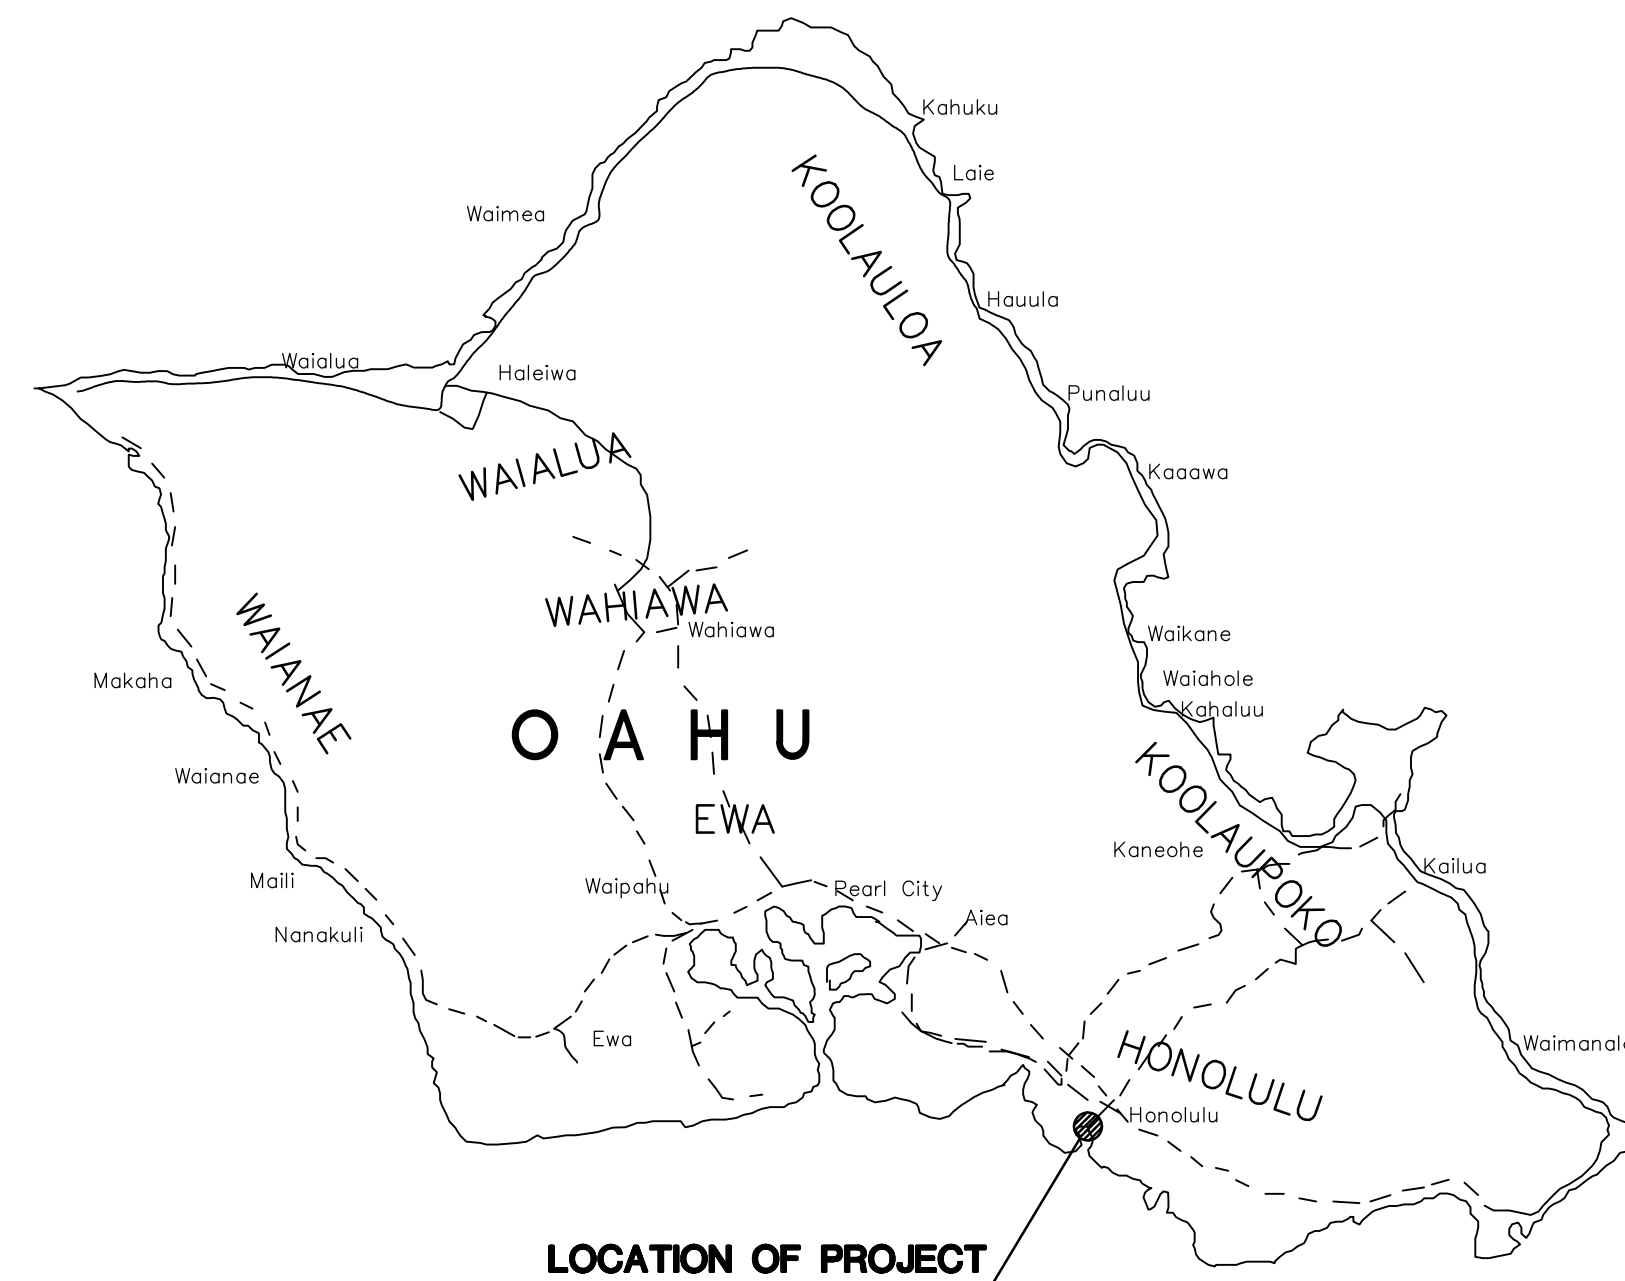 Kahuku
Laie
KOOLAULOA
Waimea
Hauula
Waialua
Haleiwa
Punaluu
WAIALUA
Kaaawa
WAIANAE
WAHIAWA
Wahiawa
Waikane
Makaha
Waiahole
Kahaluu
OAHU
KOOLAUPOKO
Waianae
EWA
Kaneohe
Kailua
Maili
Waipahu
Pearl City
Aiea
Nanakuli
Ewa
HONOLULU
Waimanalo
Honolulu
LOCATION OF PROJECT